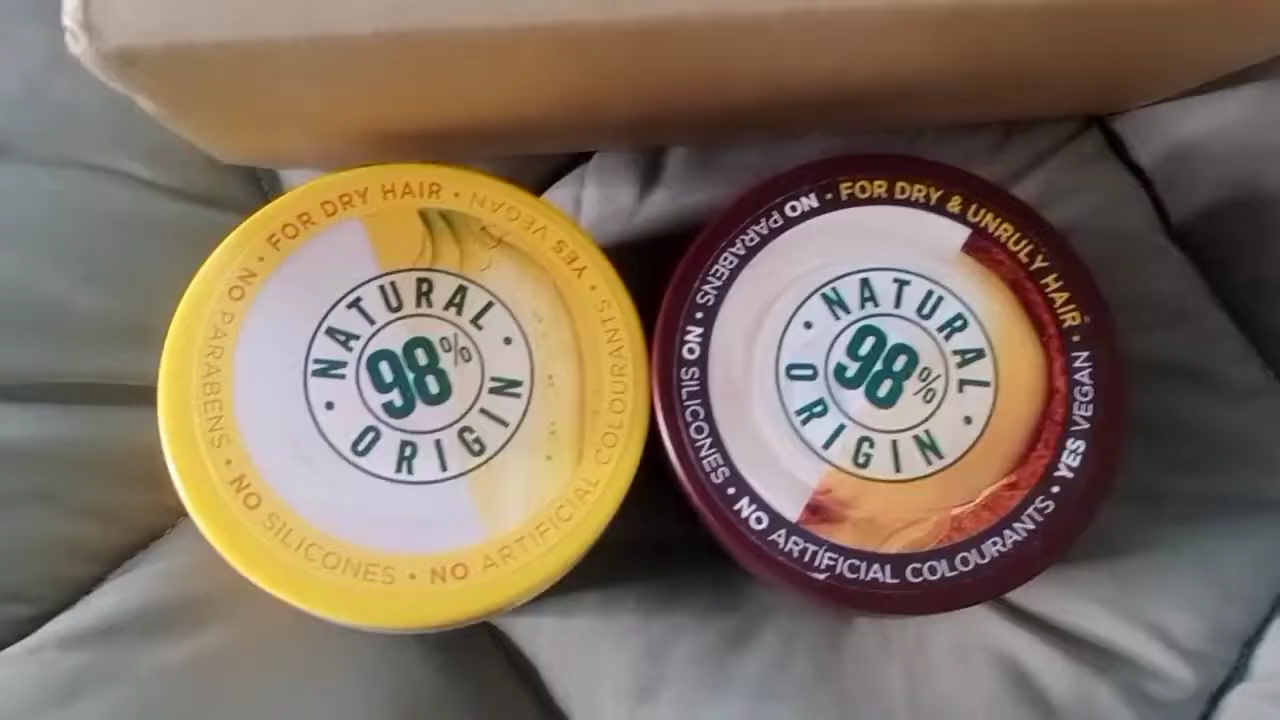 FOR DRY HAIR • YES VEGAN • NO ARTIFICIAL COLOURANTS • NO SILICONES • NO PARABENS •
• NATURAL •
98%
ORIGIN
FOR DRY & UNRULY HAIR • YES VEGAN • NO ARTIFICIAL COLOURANTS • NO SILICONES • NO PARABENS •
• NATURAL •
98%
ORIGIN